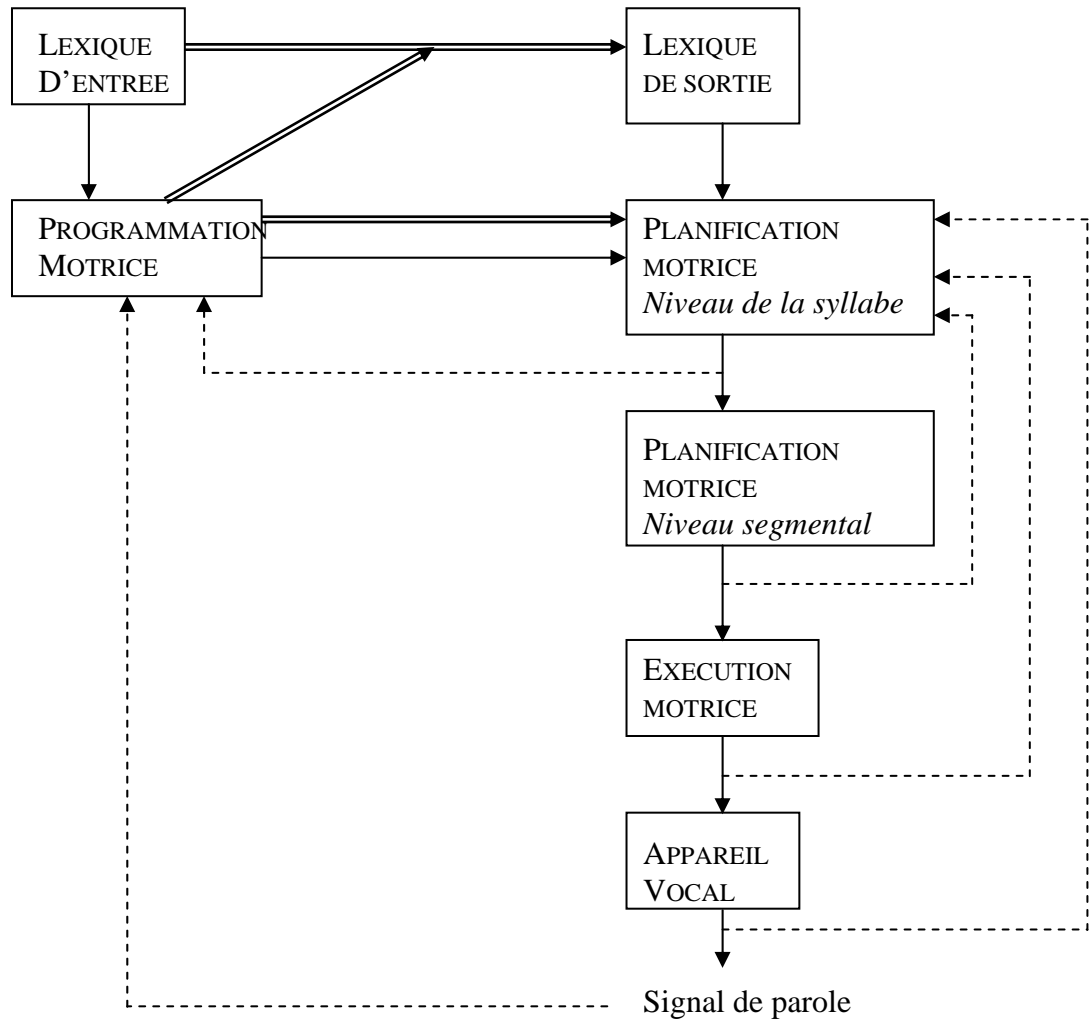 LEXIQUE
D’ENTREE
LEXIQUE
DE SORTIE
PROGRAMMATION
MOTRICE
PLANIFICATION
MOTRICE
Niveau de la syllabe
PLANIFICATION
MOTRICE
Niveau segmental
EXECUTION
MOTRICE
APPAREIL
VOCAL
Signal de parole